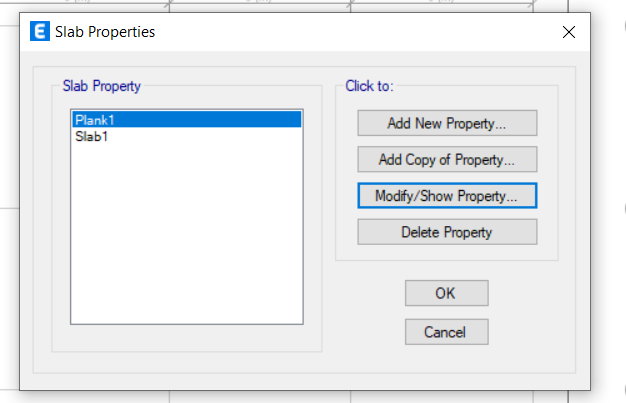 E Slab Properties
Slab Property
Plank1
Slab1
Click to:
Add New Property...
Add Copy of Property...
Modify/Show Property...
Delete Property
OK
Cancel